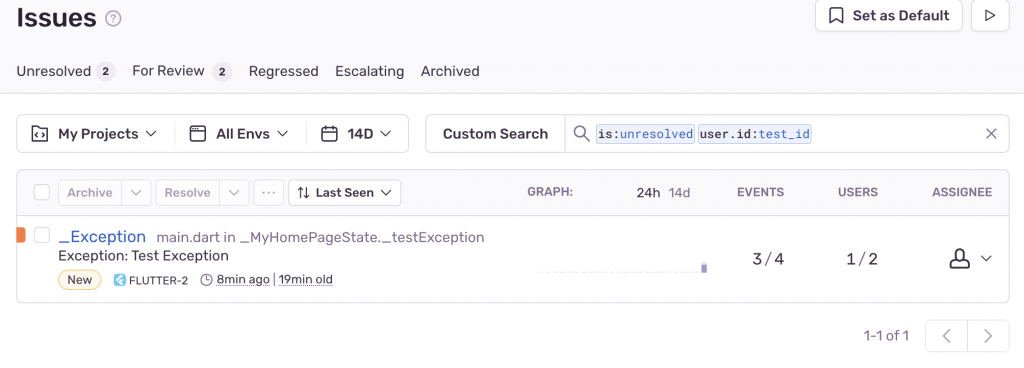 Issues ?
Set as Default
Unresolved 2 For Review 2 Regressed Escalating Archived
My Projects All Envs 14D Custom Search is:unresolved user.id:test_id
Archive Resolve ... Last Seen GRAPH: 24h 14d EVENTS USERS ASSIGNEE
_Exception main.dart in _MyHomePageState._testException
Exception: Test Exception
3/4 1/2
New FLUTTER-2 8min ago | 19min old
1-1 of 1